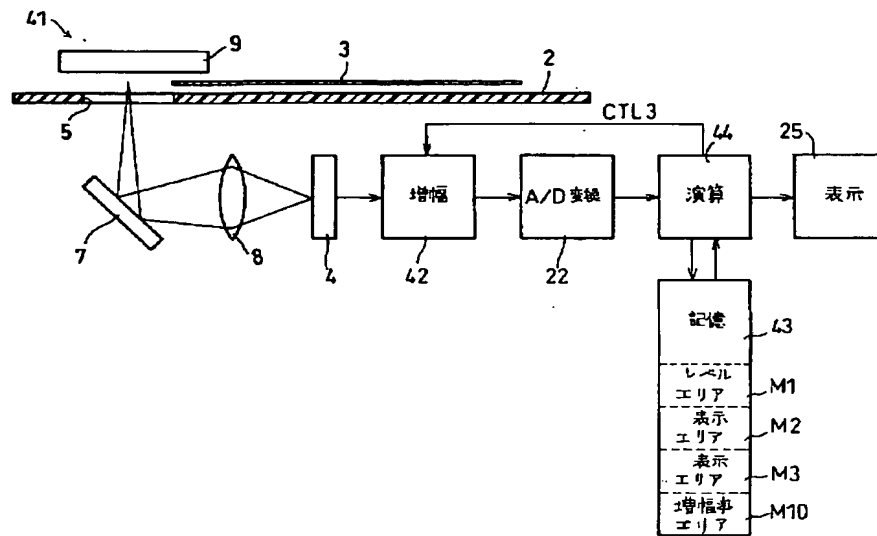 41
9
3
2
5
CTL3
44
25
増幅
A/D変換
演算
表示
7
8
4
42
22
記憶
43
レベル
エリア
M1
表示
エリア
M2
表示
エリア
M3
増幅率
エリア
M10